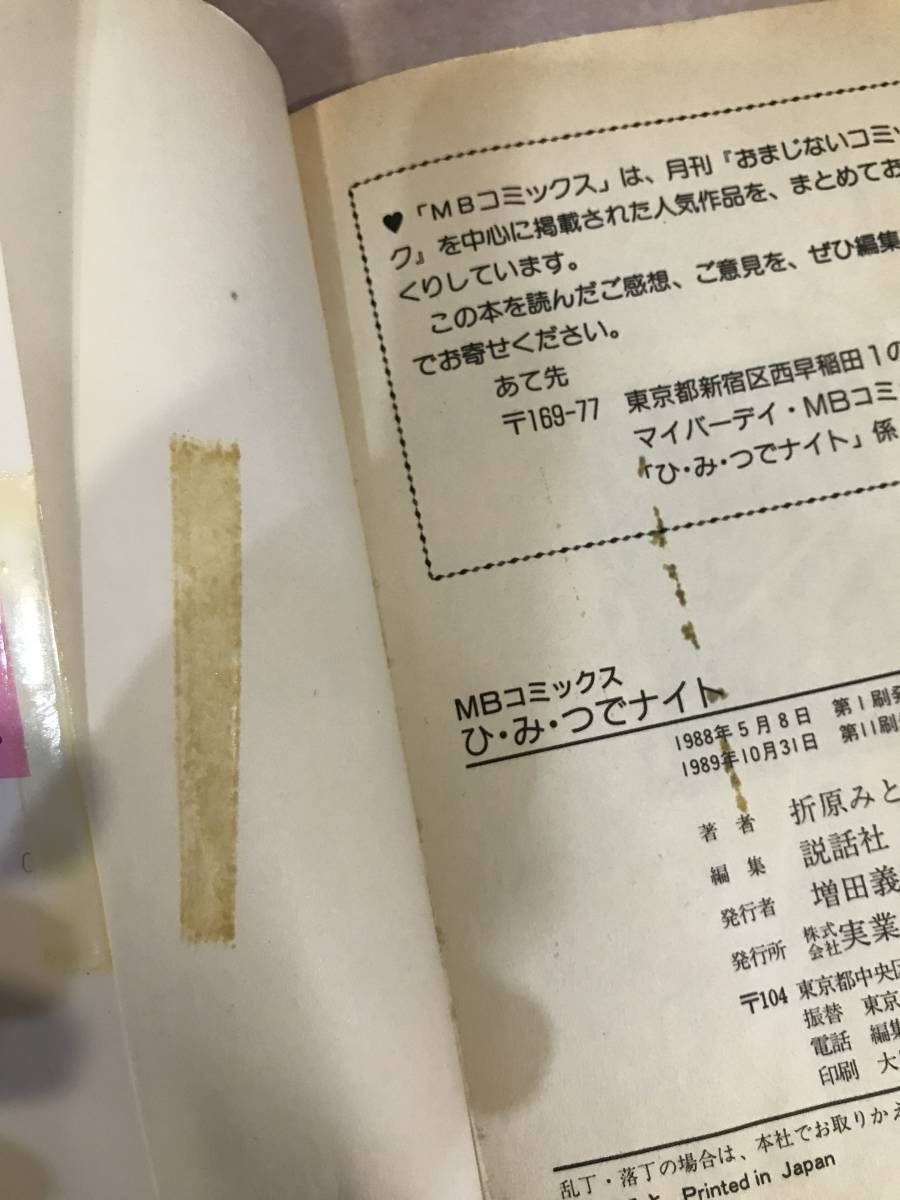 ♥「MBコミックス」は、月刊『おまじないコミッ
ク』を中心に掲載された人気作品を、まとめてお
くりしています。
この本を読んだご感想、ご意見を、ぜひ編集
でお寄せください。
あて先
〒169-77 東京都新宿区西早稲田1の
マイバーデイ・MBコミ
「ひ・み・つでナイト」係
MBコミックス
ひ・み・つでナイト
1988年5月8日 第1刷発
1989年10月31日 第11刷発
著者 折原みと
編集 説話社
発行者 増田義
発行所 株式会社 実業
〒104 東京都中央区
振替 東京
電話 編集
印刷 大
乱丁・落丁の場合は、本社でお取りかえ
Printed in Japan